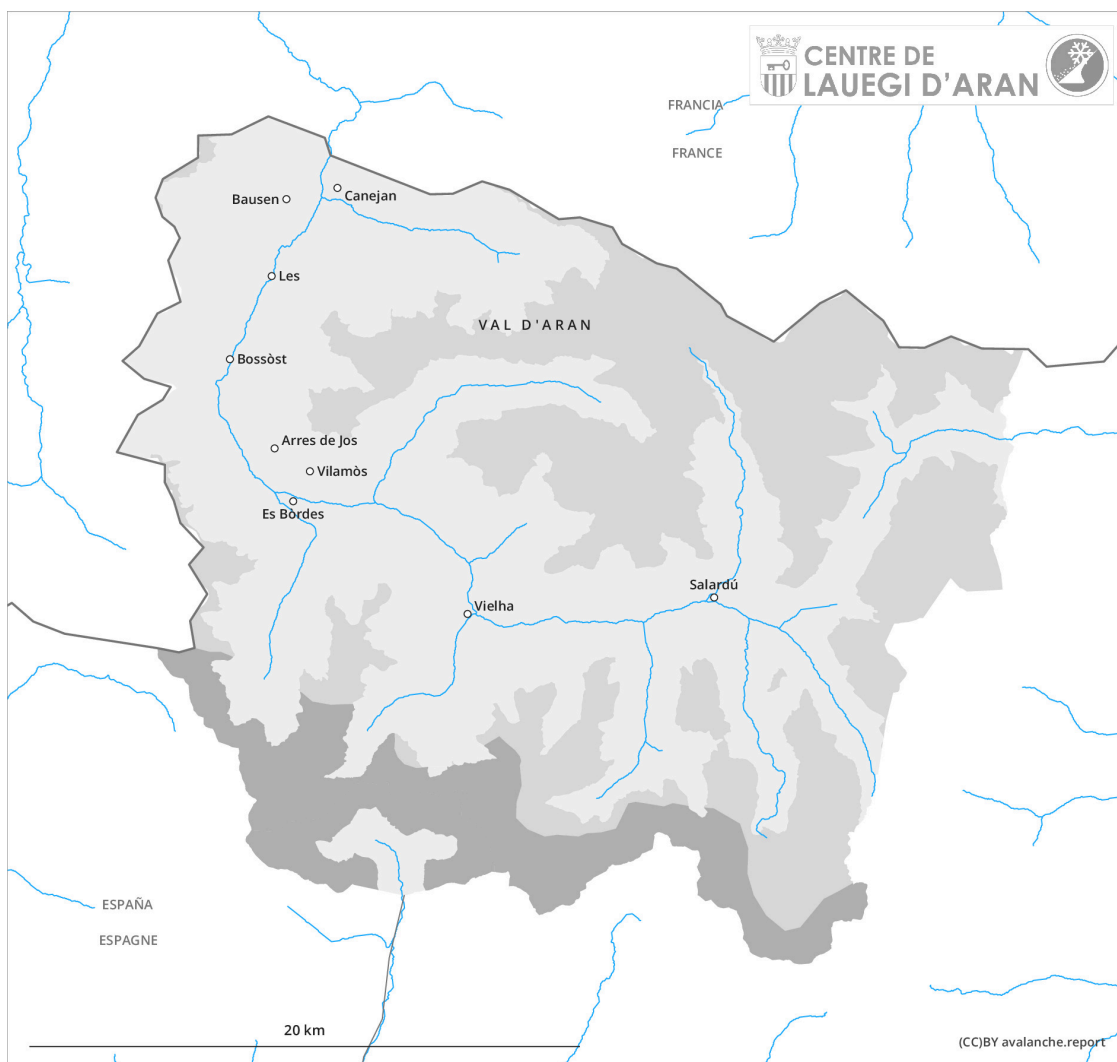 CENTRE DE
LAUEGI D'ARAN
FRANCIA
FRANCE
Bausen
Canejan
Les
VAL D'ARAN
Bossòst
Arres de Jos
Vilamòs
Es Bòrdes
Salardú
Vielha
ESPAÑA
ESPAGNE
20 km
(CC)BY avalanche.report